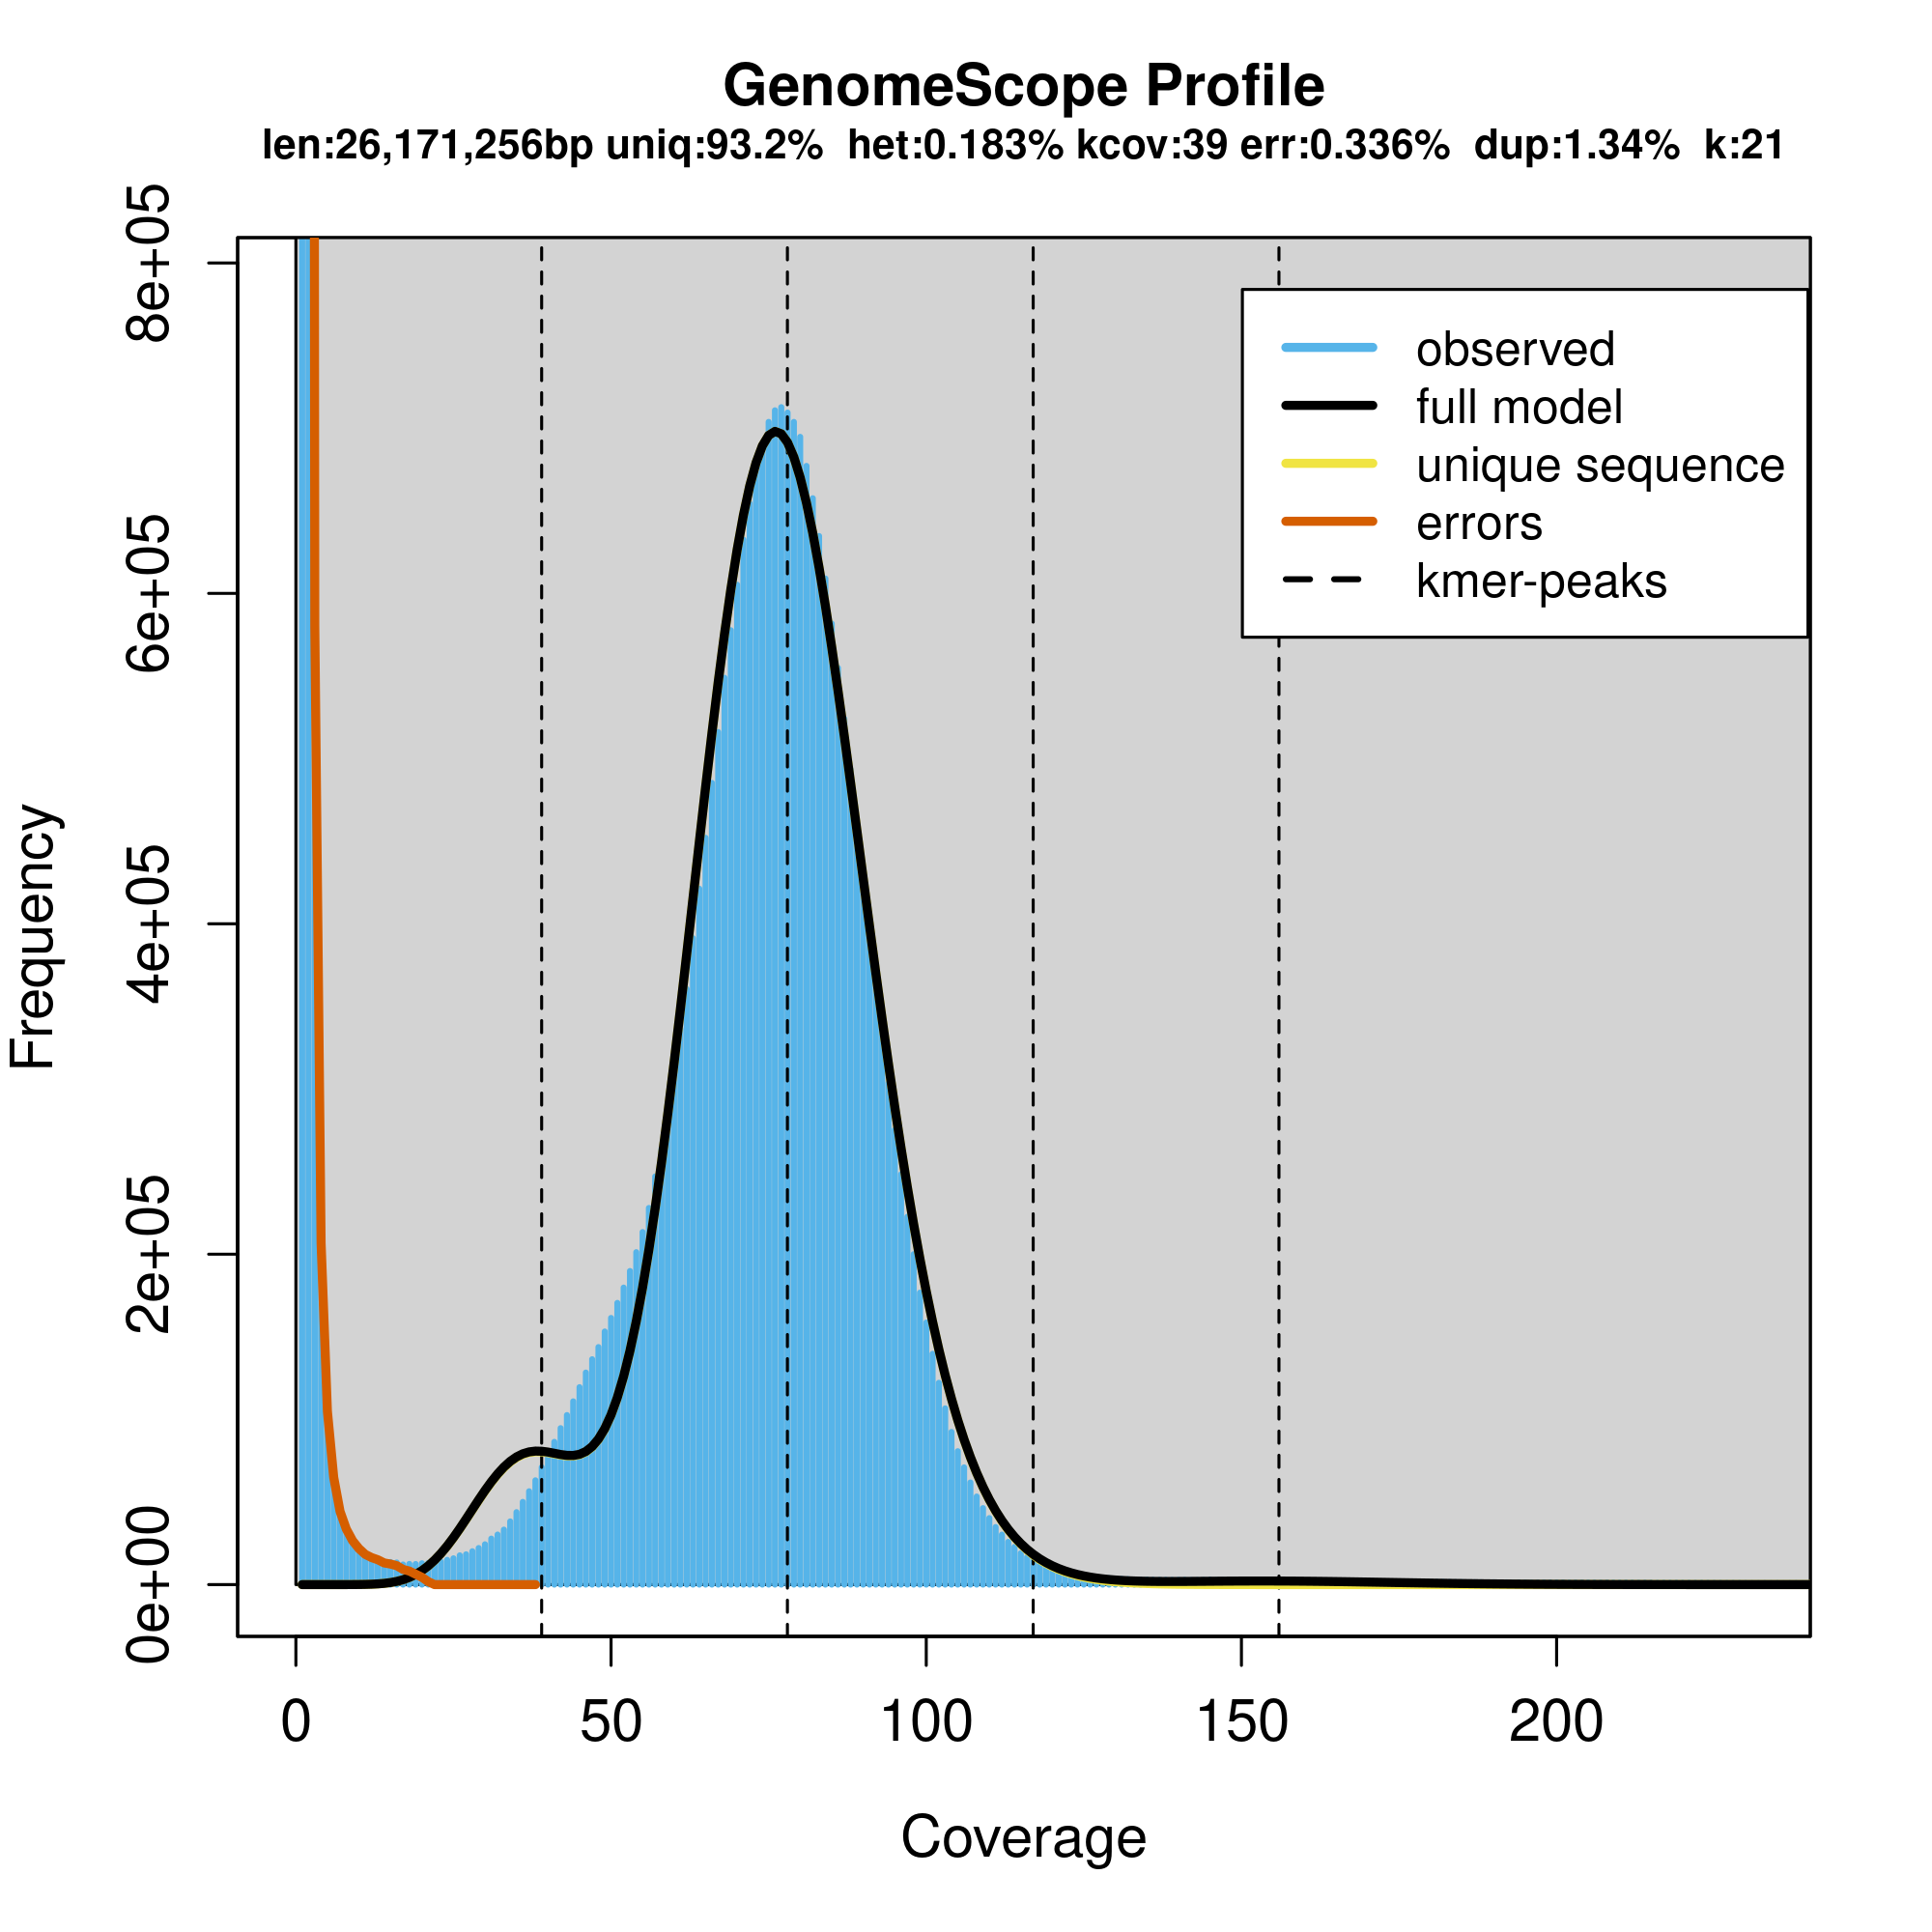 GenomeScope Profile
len:26,171,256bp uniq:93.2% het:0.183% kcov:39 err:0.336% dup:1.34% k:21
8e+05
6e+05
4e+05
2e+05
0e+00
Frequency
observed
full model
unique sequence
errors
kmer-peaks
0 50 100 150 200
Coverage